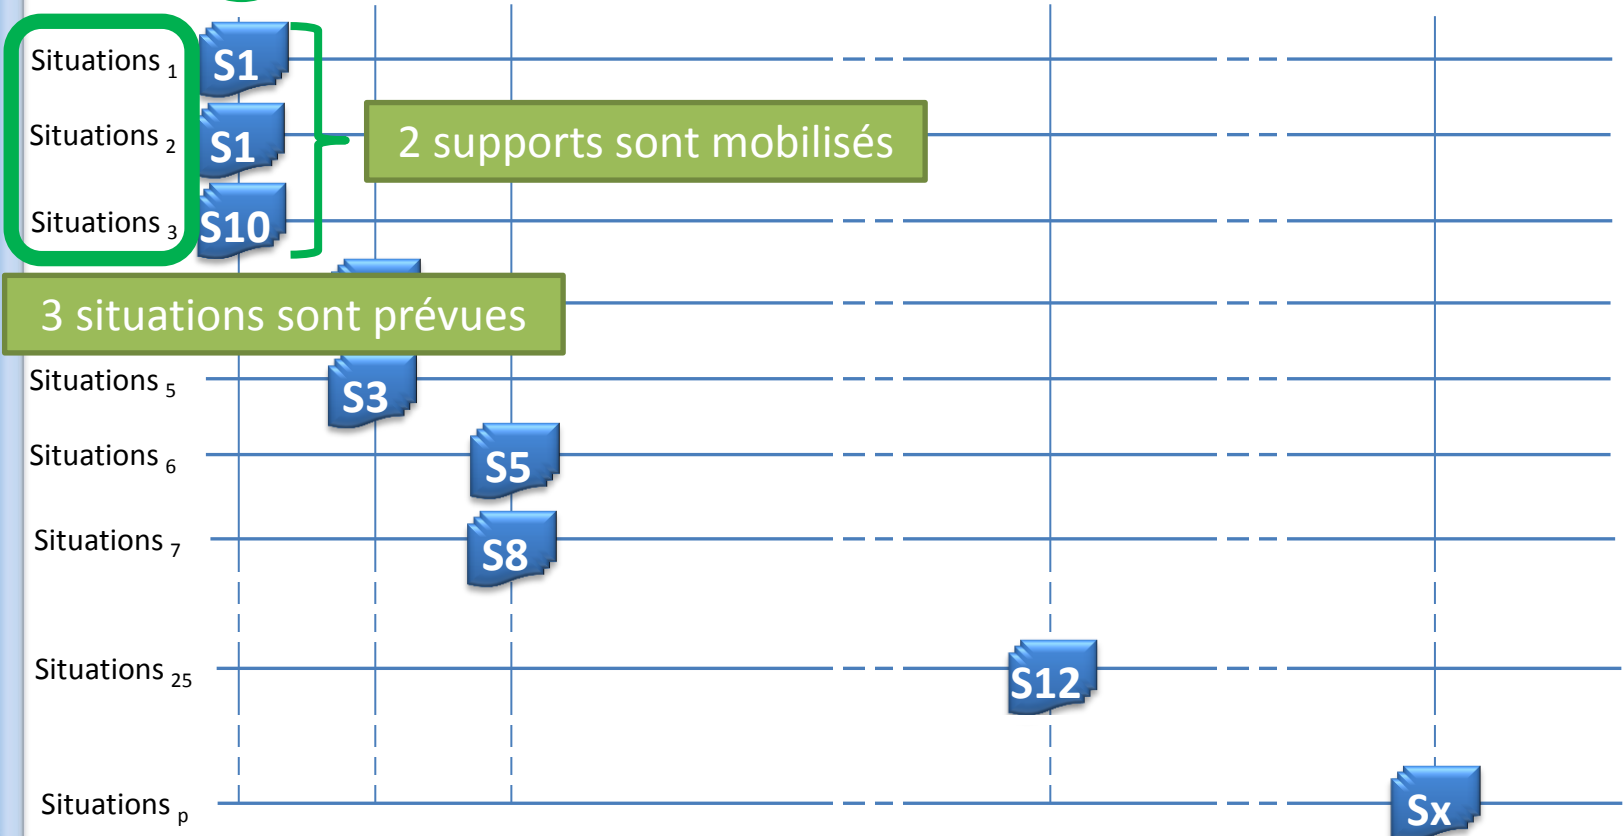 Situations 1 S1
Situations 2 S1
2 supports sont mobilisés
Situations 3 S10
3 situations sont prévues
Situations 5 S3
Situations 6 S5
Situations 7 S8
Situations 25 S12
Situations p Sx